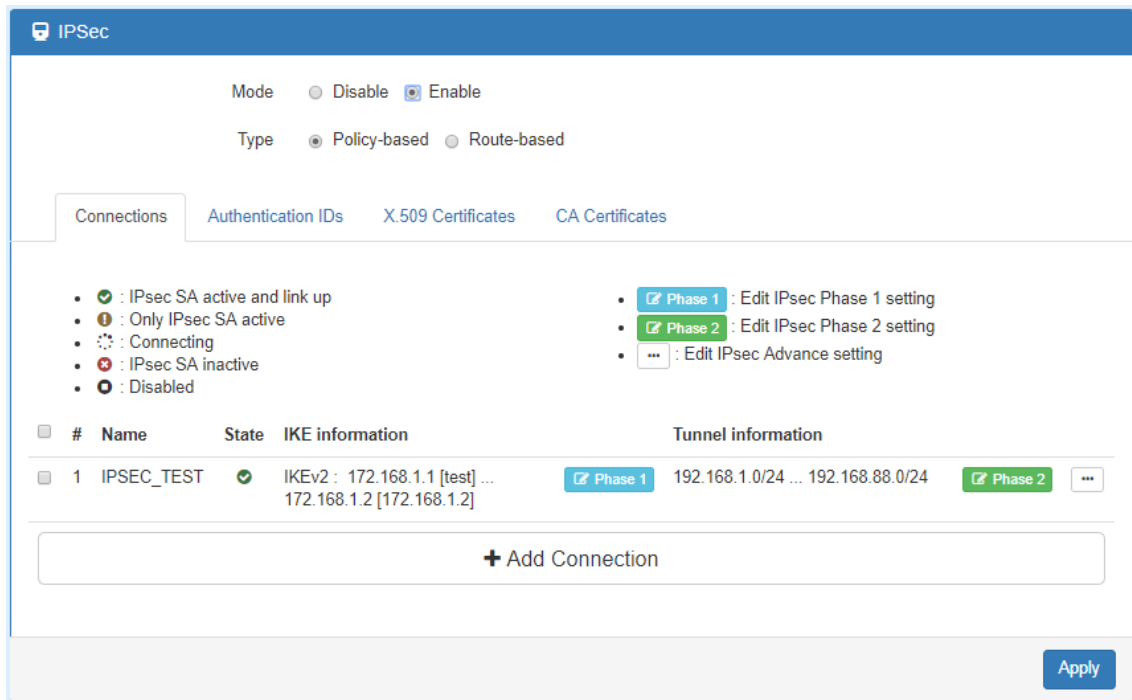 IPSec
Mode Disable Enable
Type Policy-based Route-based
Connections Authentication IDs X.509 Certificates CA Certificates
: IPsec SA active and link up
: Only IPsec SA active
: Connecting
: IPsec SA inactive
: Disabled
Phase 1 : Edit IPsec Phase 1 setting
Phase 2 : Edit IPsec Phase 2 setting
... : Edit IPsec Advance setting
# Name State IKE information Tunnel information
1 IPSEC_TEST IKEv2 : 172.168.1.1 [test] ... Phase 1 192.168.1.0/24 ... 192.168.88.0/24 Phase 2 ...
172.168.1.2 [172.168.1.2]
+ Add Connection
Apply